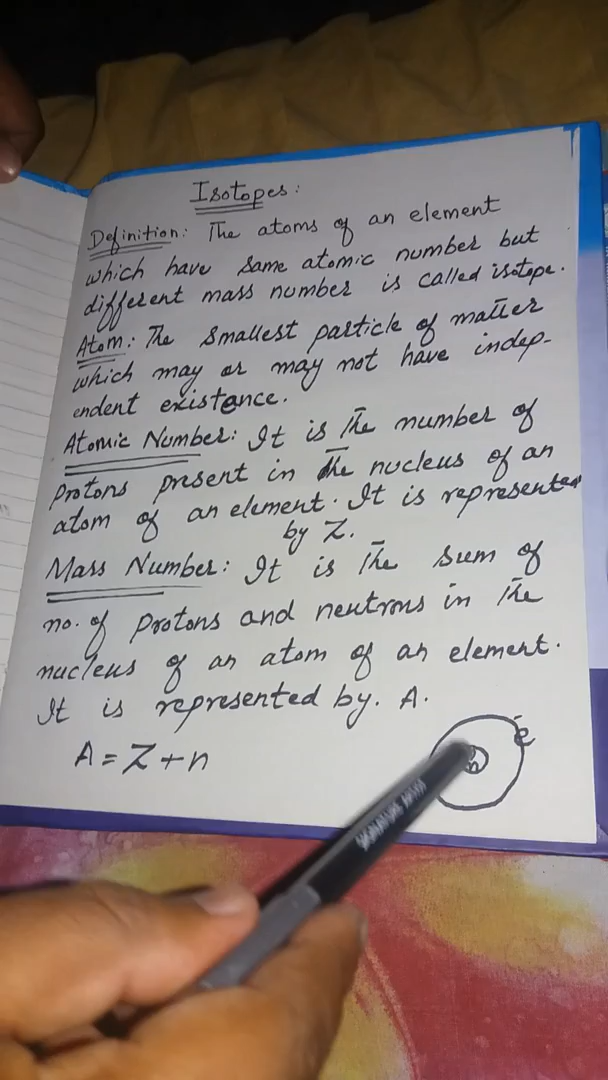 Isotopes:
Definition: The atoms of an element
which have same atomic number but
different mass number is called isotope.
Atom: The smallest particle of matter
which may or may not have indep-
endent existence.
Atomic Number: It is the number of
protons present in the nucleus of an
atom of an element. It is represented
by Z.
Mass Number: It is the sum of
no. of protons and neutrons in the
nucleus of an atom of an element.
It is represented by. A.
A = Z + n
e
n